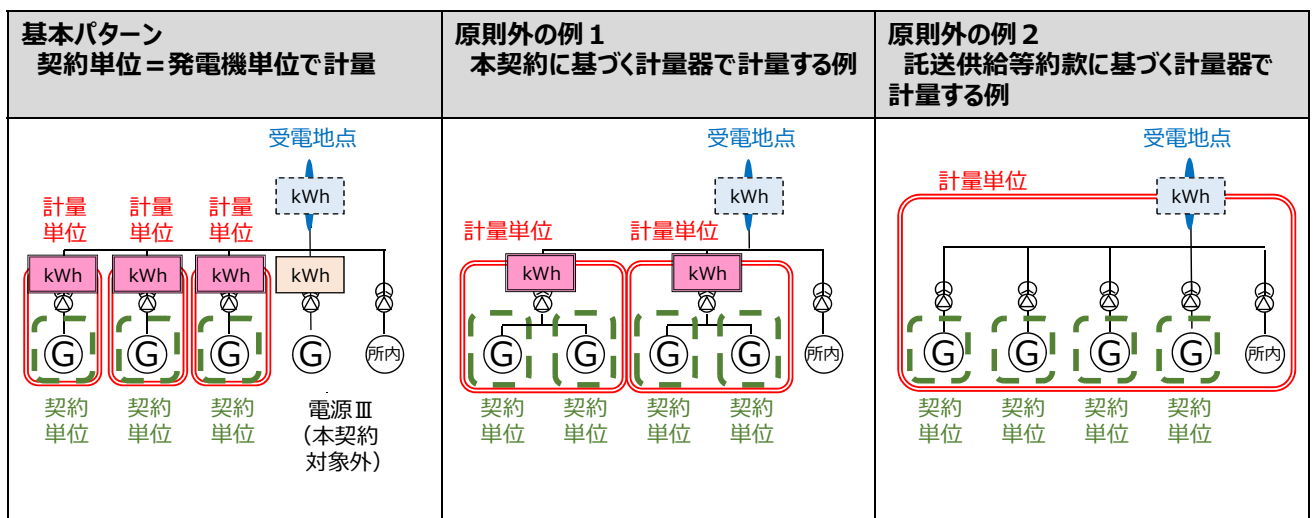 基本パターン
契約単位＝発電機単位で計量
受電地点
kWh
計量
単位
計量
単位
計量
単位
kWh
kWh
kWh
kWh
G
G
G
G
所内
契約
単位
契約
単位
契約
単位
電源Ⅲ
（本契約
対象外）
原則外の例１
本契約に基づく計量器で計量する例
受電地点
kWh
計量単位
計量単位
kWh
kWh
G
G
G
G
所内
契約
単位
契約
単位
契約
単位
契約
単位
原則外の例２
託送供給等約款に基づく計量器で
計量する例
受電地点
計量単位
kWh
G
G
G
G
所内
契約
単位
契約
単位
契約
単位
契約
単位